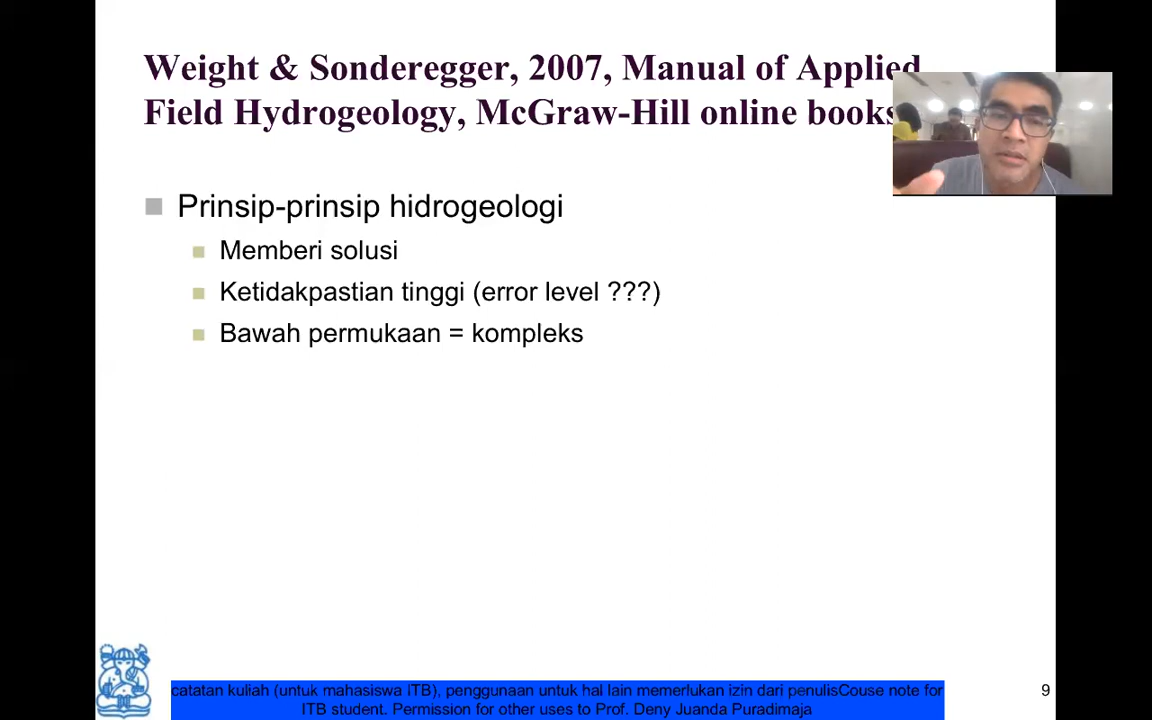 Weight & Sonderegger, 2007, Manual of Applied
Field Hydrogeology, McGraw-Hill online books
Prinsip-prinsip hidrogeologi
Memberi solusi
Ketidakpastian tinggi (error level ???)
Bawah permukaan = kompleks
catatan kuliah (untuk mahasiswa ITB), penggunaan untuk hal lain memerlukan izin dari penulisCouse note for
ITB student. Permission for other uses to Prof. Deny Juanda Puradimaja
9